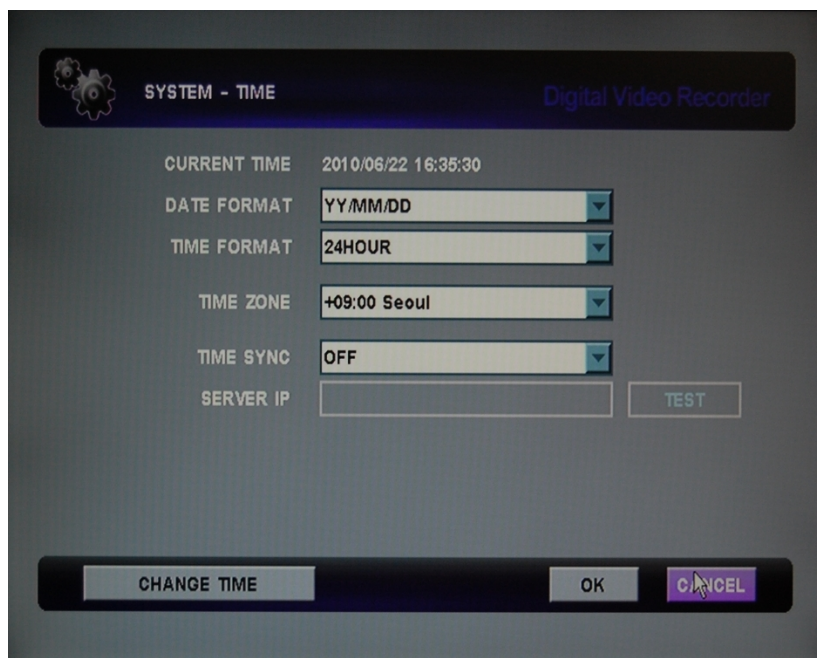 SYSTEM - TIME Digital Video Recorder
CURRENT TIME 2010/06/22 16:35:30
DATE FORMAT YY/MM/DD
TIME FORMAT 24HOUR
TIME ZONE +09:00 Seoul
TIME SYNC OFF
SERVER IP TEST
CHANGE TIME OK CANCEL